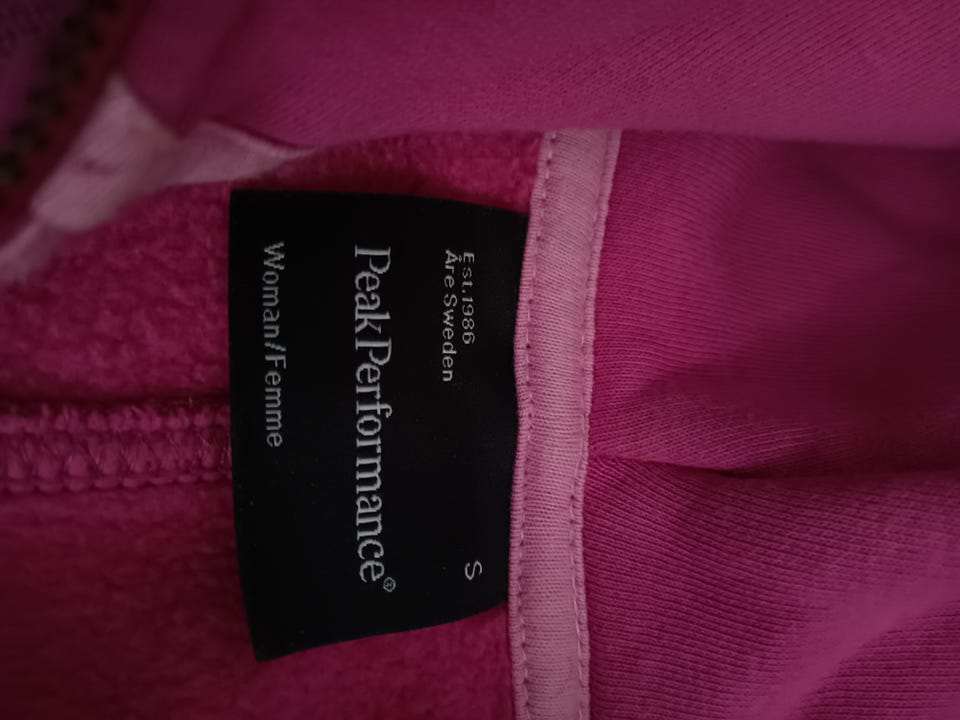 Est.1986
Åre Sweden
S
PeakPerformance®
Woman/Femme